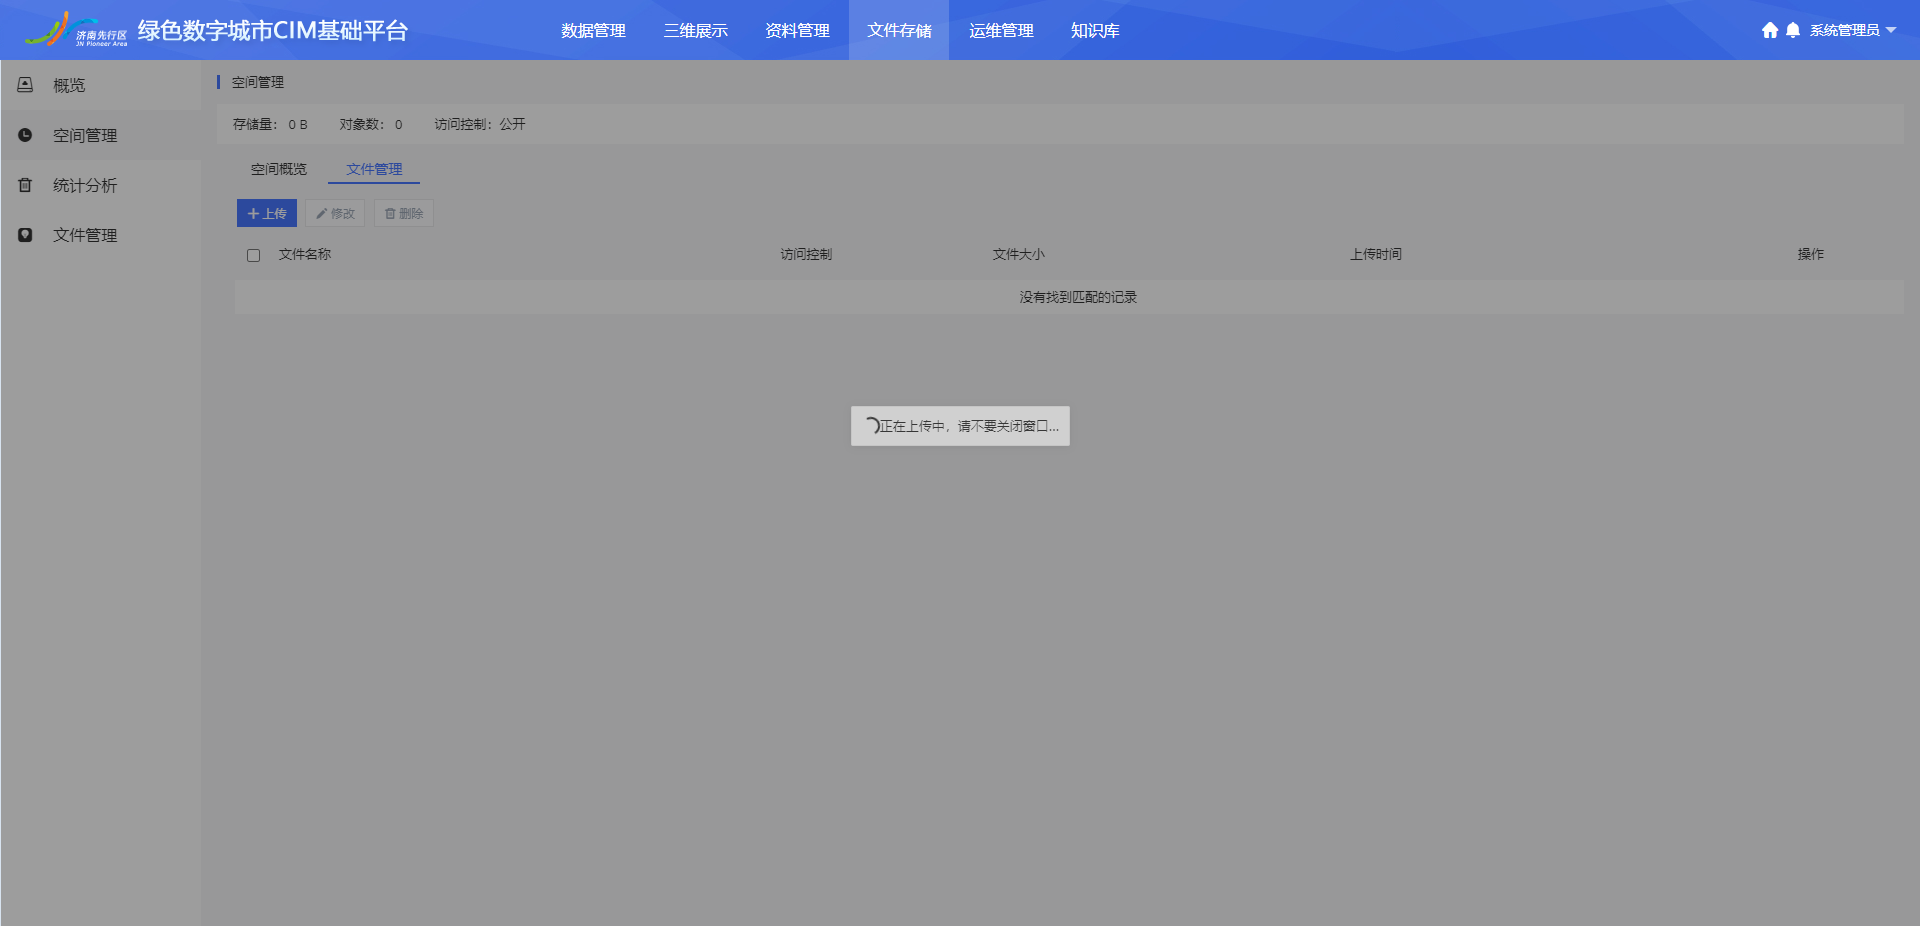 济南先行区
JN Pioneer Area
绿色数字城市CIM基础平台
数据管理
三维展示
资料管理
文件存储
运维管理
知识库
系统管理员
概览
空间管理
统计分析
文件管理
空间管理
存储量： 0 B 对象数： 0 访问控制：公开
空间概览 文件管理
上传 修改 删除
文件名称 访问控制 文件大小 上传时间 操作
没有找到匹配的记录
正在上传中，请不要关闭窗口...